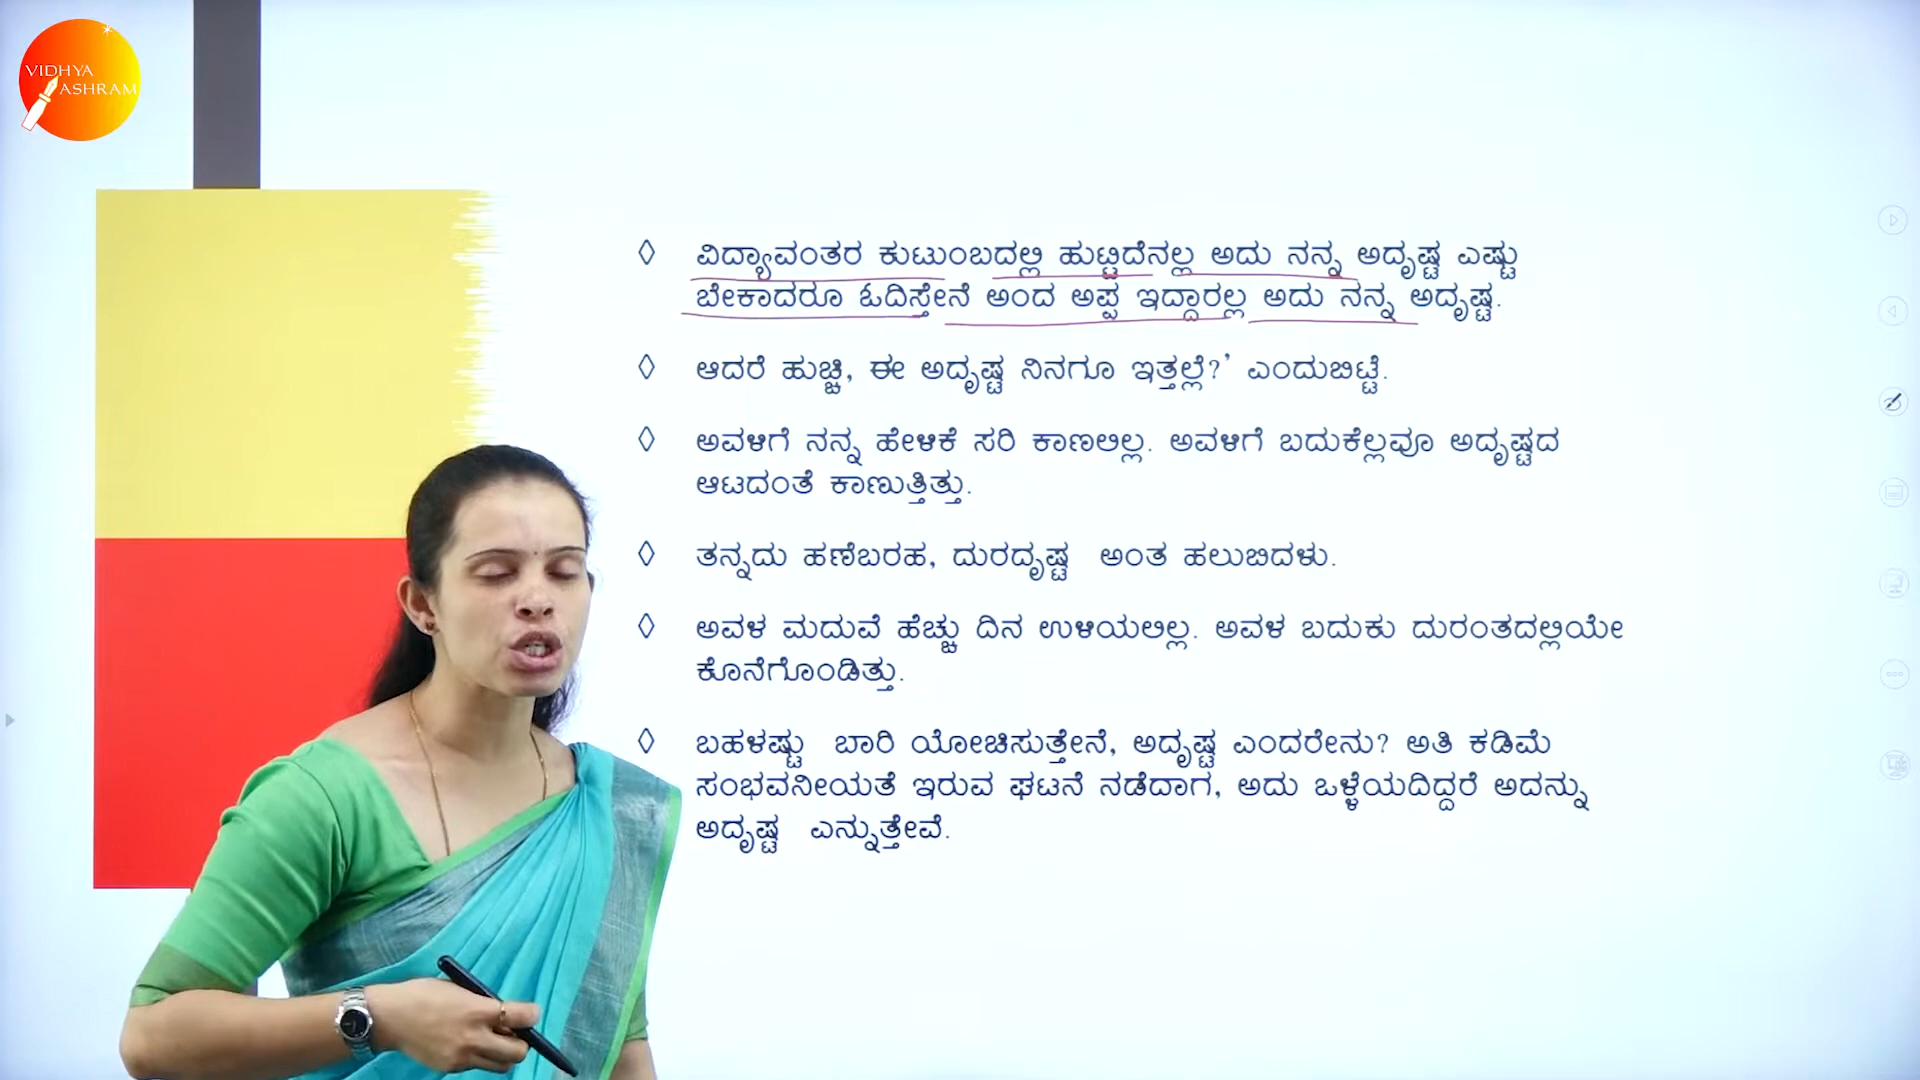 VIDHYA
ASHRAM
◊ ವಿದ್ಯಾವಂತರ ಕುಟುಂಬದಲ್ಲಿ ಹುಟ್ಟಿದೆನಲ್ಲ ಅದು ನನ್ನ ಅದೃಷ್ಟ ಎಷ್ಟು
ಬೇಕಾದರೂ ಓದಿಸ್ತೇನೆ ಅಂದ ಅಪ್ಪ ಇದ್ದಾರಲ್ಲ ಅದು ನನ್ನ ಅದೃಷ್ಟ.
◊ ಆದರೆ ಹುಚ್ಚಿ, ಈ ಅದೃಷ್ಟ ನಿನಗೂ ಇತ್ತಲ್ಲೆ?’ ಎಂದುಬಿಟ್ಟೆ.
◊ ಅವಳಿಗೆ ನನ್ನ ಹೇಳಿಕೆ ಸರಿ ಕಾಣಲಿಲ್ಲ. ಅವಳಿಗೆ ಬದುಕೆಲ್ಲವೂ ಅದೃಷ್ಟದ
ಆಟದಂತೆ ಕಾಣುತ್ತಿತ್ತು.
◊ ತನ್ನದು ಹಣೆಬರಹ, ದುರದೃಷ್ಟ ಅಂತ ಹಲುಬಿದಳು.
◊ ಅವಳ ಮದುವೆ ಹೆಚ್ಚು ದಿನ ಉಳಿಯಲಿಲ್ಲ. ಅವಳ ಬದುಕು ದುರಂತದಲ್ಲಿಯೇ
ಕೊನೆಗೊಂಡಿತ್ತು.
◊ ಬಹಳಷ್ಟು ಬಾರಿ ಯೋಚಿಸುತ್ತೇನೆ, ಅದೃಷ್ಟ ಎಂದರೇನು? ಅತಿ ಕಡಿಮೆ
ಸಂಭವನೀಯತೆ ಇರುವ ಘಟನೆ ನಡೆದಾಗ, ಅದು ಒಳ್ಳೆಯದಿದ್ದರೆ ಅದನ್ನು
ಅದೃಷ್ಟ ಎನ್ನುತ್ತೇವೆ.